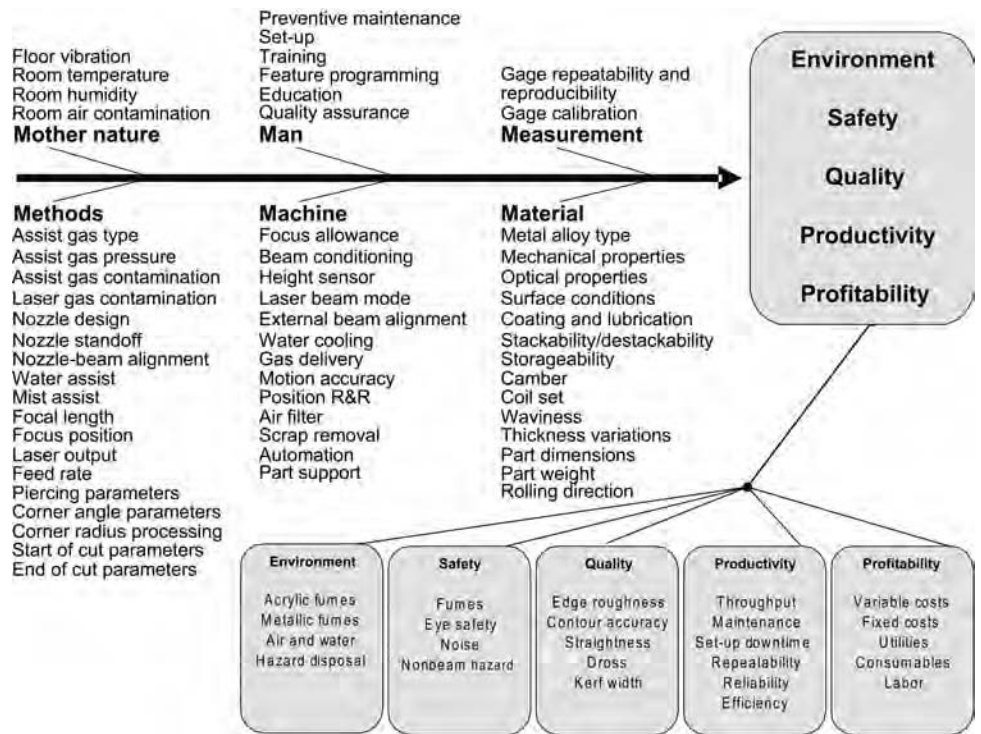 Floor vibration
Room temperature
Room humidity
Room air contamination
Mother nature
Preventive maintenance
Set-up
Training
Feature programming
Education
Quality assurance
Man
Gage repeatability and
reproducibility
Gage calibration
Measurement
Environment
Safety
Quality
Productivity
Profitability
Methods
Assist gas type
Assist gas pressure
Assist gas contamination
Laser gas contamination
Nozzle design
Nozzle standoff
Nozzle-beam alignment
Water assist
Mist assist
Focal length
Focus position
Laser output
Feed rate
Piercing parameters
Corner angle parameters
Corner radius processing
Start of cut parameters
End of cut parameters
Machine
Focus allowance
Beam conditioning
Height sensor
Laser beam mode
External beam alignment
Water cooling
Gas delivery
Motion accuracy
Position R&R
Air filter
Scrap removal
Automation
Part support
Material
Metal alloy type
Mechanical properties
Optical properties
Surface conditions
Coating and lubrication
Stackability/destackability
Storageability
Camber
Coil set
Waviness
Thickness variations
Part dimensions
Part weight
Rolling direction
Environment
Acrylic fumes
Metallic fumes
Air and water
Hazard disposal
Safety
Fumes
Eye safety
Noise
Nonbeam hazard
Quality
Edge roughness
Contour accuracy
Straightness
Dross
Kerf width
Productivity
Throughput
Maintenance
Set-up downtime
Repealability
Reliability
Efficiency
Profitability
Variable costs
Fixed costs
Utilities
Consumables
Labor